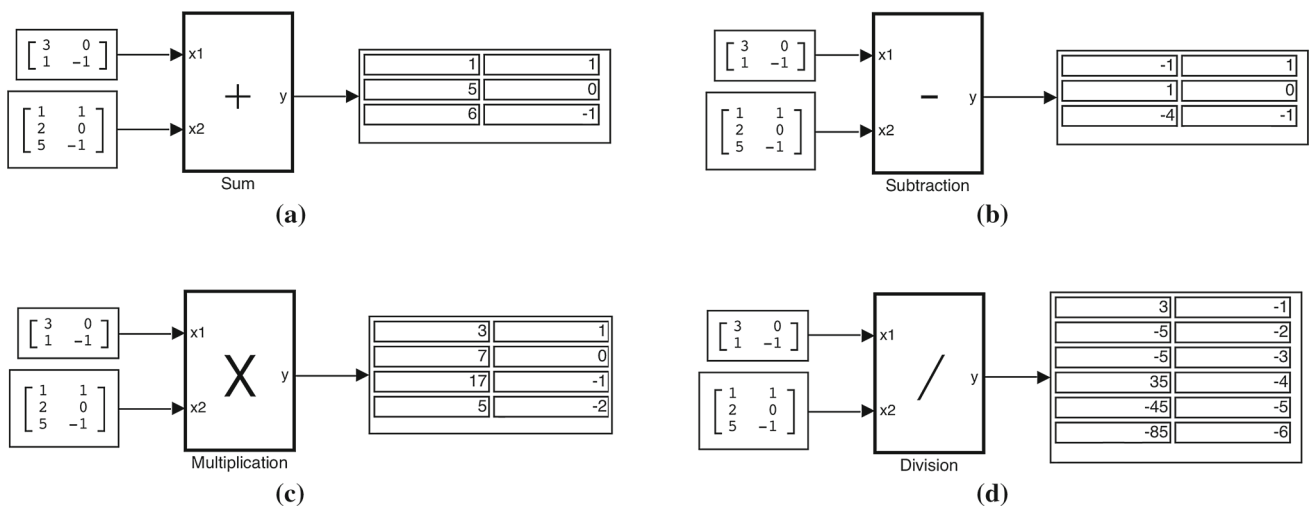 3 0
1 −1
x1
1 1
2 0
5 −1
x2
+
y
Sum
1 1
5 0
6 -1
(a)
3 0
1 −1
x1
1 1
2 0
5 −1
x2
-
y
Subtraction
-1 1
1 0
-4 -1
(b)
3 0
1 −1
x1
1 1
2 0
5 −1
x2
X
y
Multiplication
3 1
7 0
17 -1
5 -2
(c)
3 0
1 −1
x1
1 1
2 0
5 −1
x2
/
y
Division
3 -1
-5 -2
-5 -3
35 -4
-45 -5
-85 -6
(d)